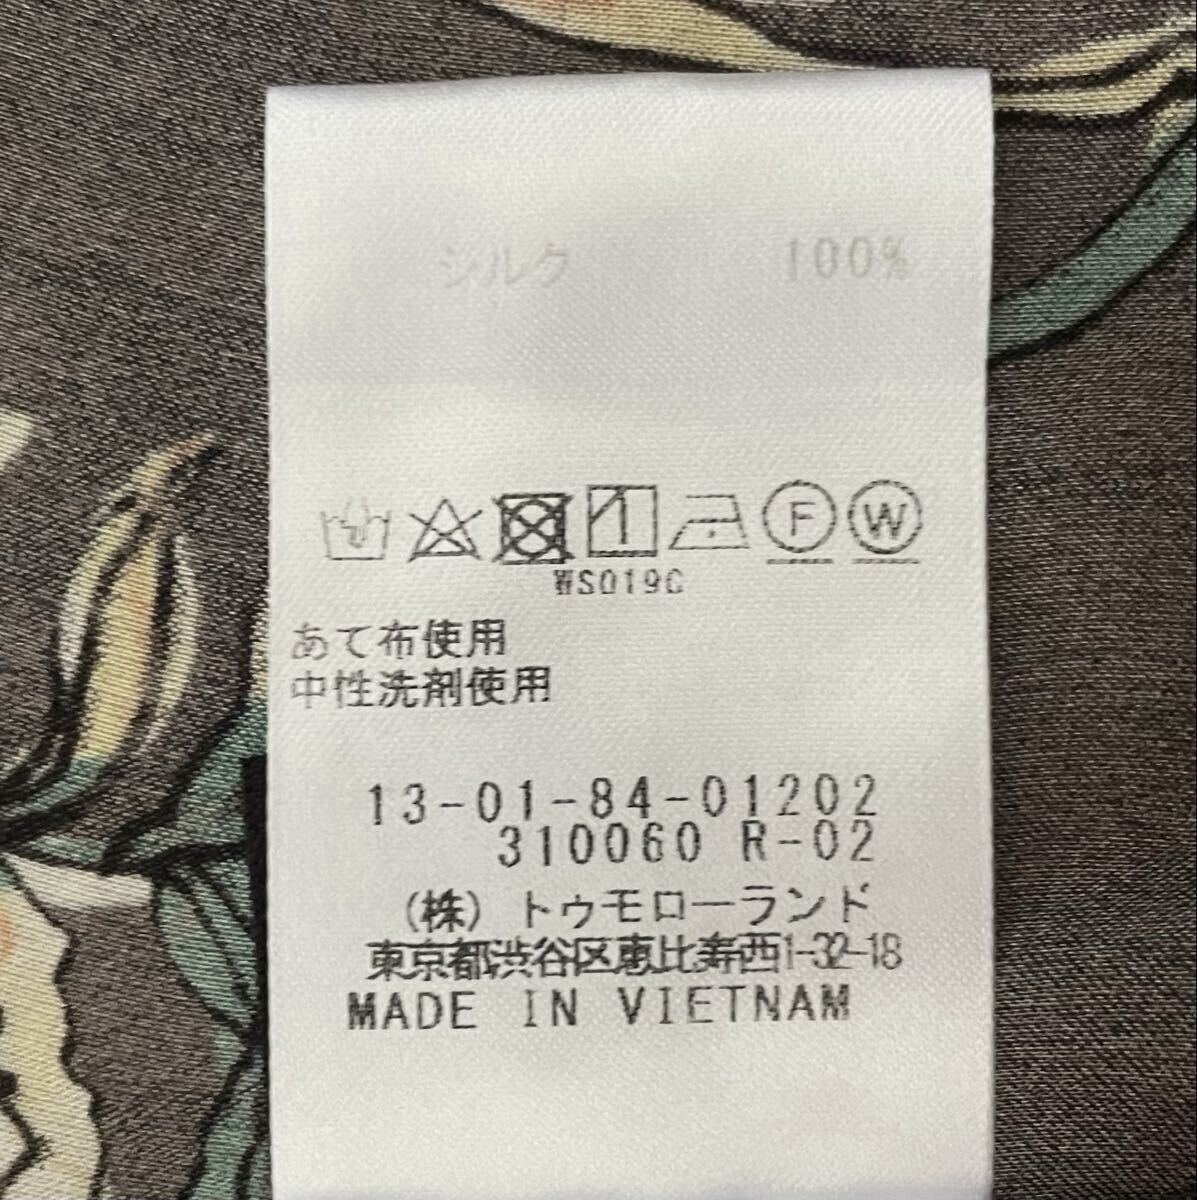 シルク 100%
F W
WS019C
あて布使用
中性洗剤使用
13-01-84-01202
310060 R-02
(株) トゥモローランド
東京都渋谷区恵比寿西1-32-18
MADE IN VIETNAM